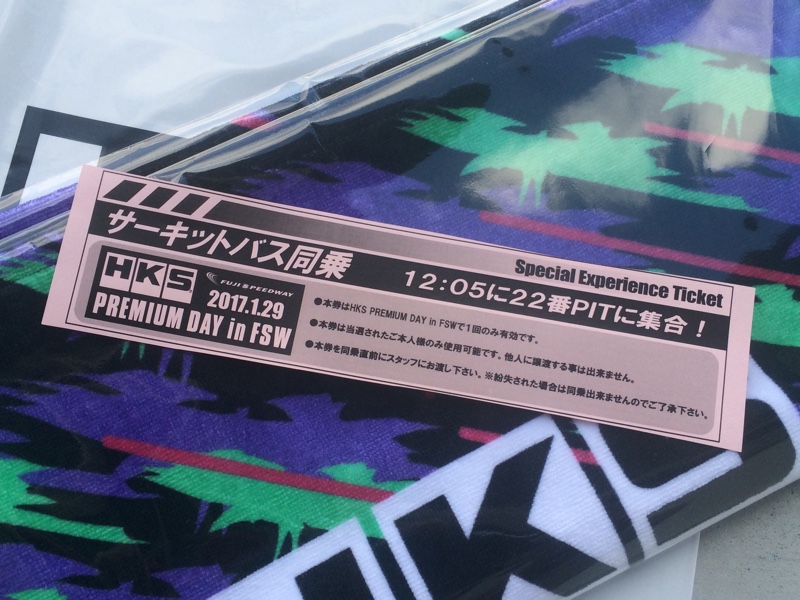 Special Experience Ticket
サーキットバス同乗
12:05に22番PITに集合！
HKS
FUJI SPEEDWAY
2017.1.29
PREMIUM DAY in FSW
●本券はHKS PREMIUM DAY in FSWで1回のみ有効です。
●本券は当選されたご本人様のみ使用可能です。他人に譲渡する事は出来ません。
●本券を同乗直前にスタッフにお渡し下さい。※紛失された場合は同乗出来ませんのでご了承下さい。
HKS